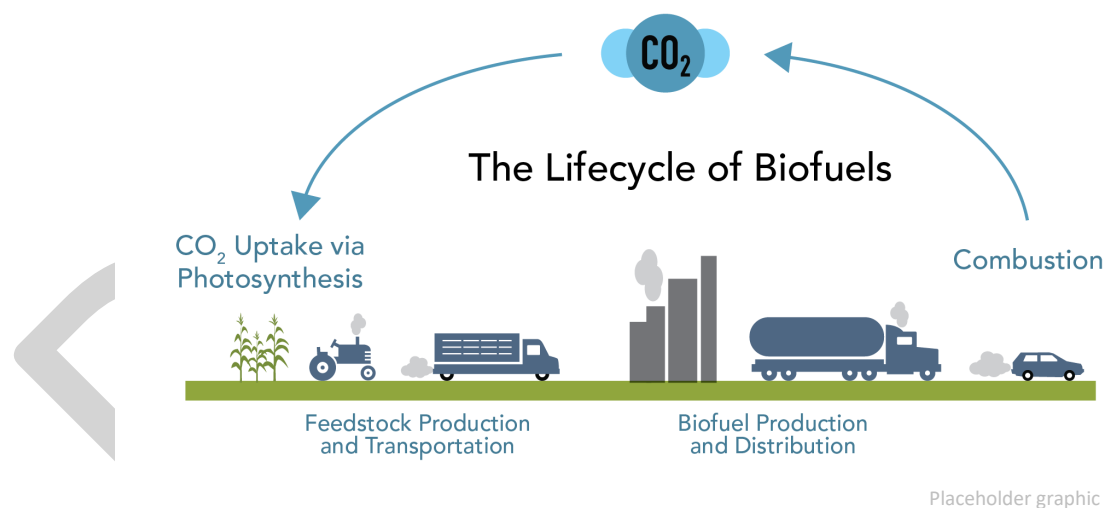 CO₂
The Lifecycle of Biofuels
CO₂ Uptake via
Photosynthesis
Combustion
Feedstock Production
and Transportation
Biofuel Production
and Distribution
Placeholder graphic